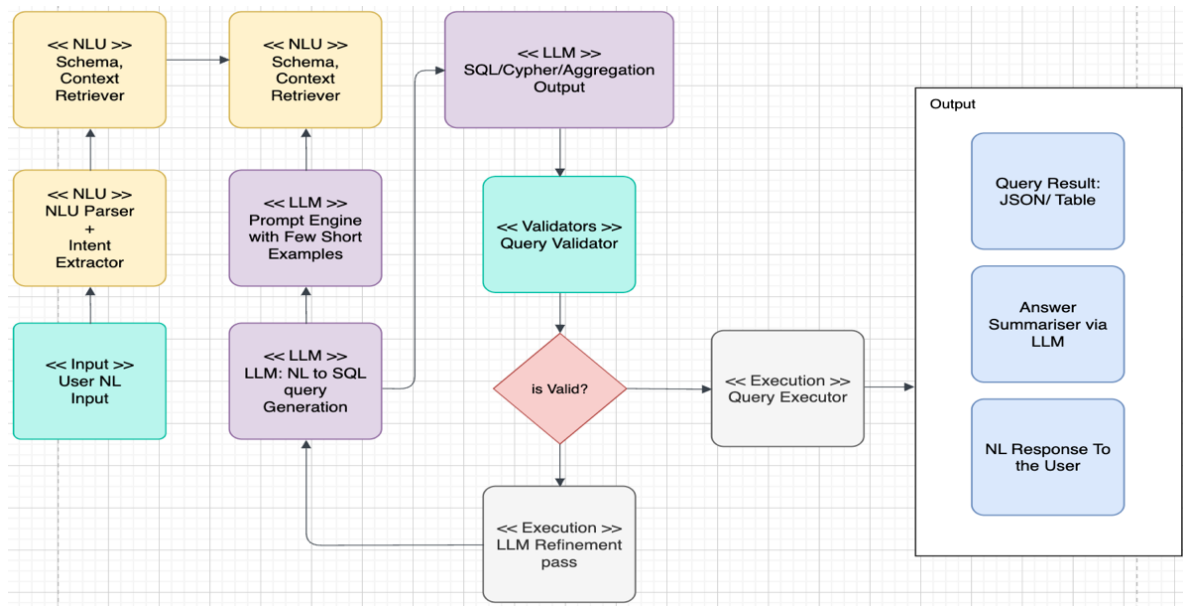 << NLU >>
Schema,
Context
Retriever
<< NLU >>
Schema,
Context
Retriever
<< LLM >>
SQL/Cypher/Aggregation
Output
Output
<< NLU >>
NLU Parser
+
Intent
Extractor
<< LLM >>
Prompt Engine
with Few Short
Examples
<< Validators >>
Query Validator
Query Result:
JSON/ Table
<< Input >>
User NL
Input
<< LLM >>
LLM: NL to SQL
query
Generation
is Valid?
<< Execution >>
Query Executor
Answer
Summariser via
LLM
<< Execution >>
LLM Refinement
pass
NL Response To
the User